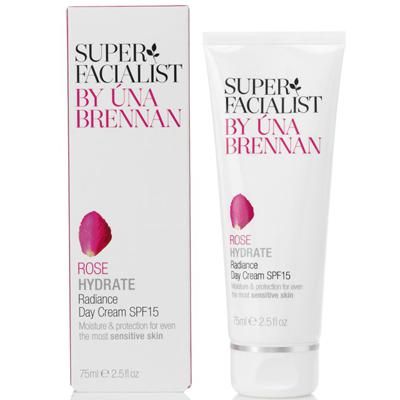 SUPER
FACIALIST
BY ÚNA
BRENNAN
ROSE
HYDRATE
Radiance
Day Cream SPF15
Moisture & protection for even
the most sensitive skin
75ml ℮ 2.5fl oz
SUPER
FACIALIST
BY ÚNA
BRENNAN
ROSE
HYDRATE
Radiance
Day Cream SPF15
Moisture & protection for even
the most sensitive skin
75ml ℮ 2.5fl oz